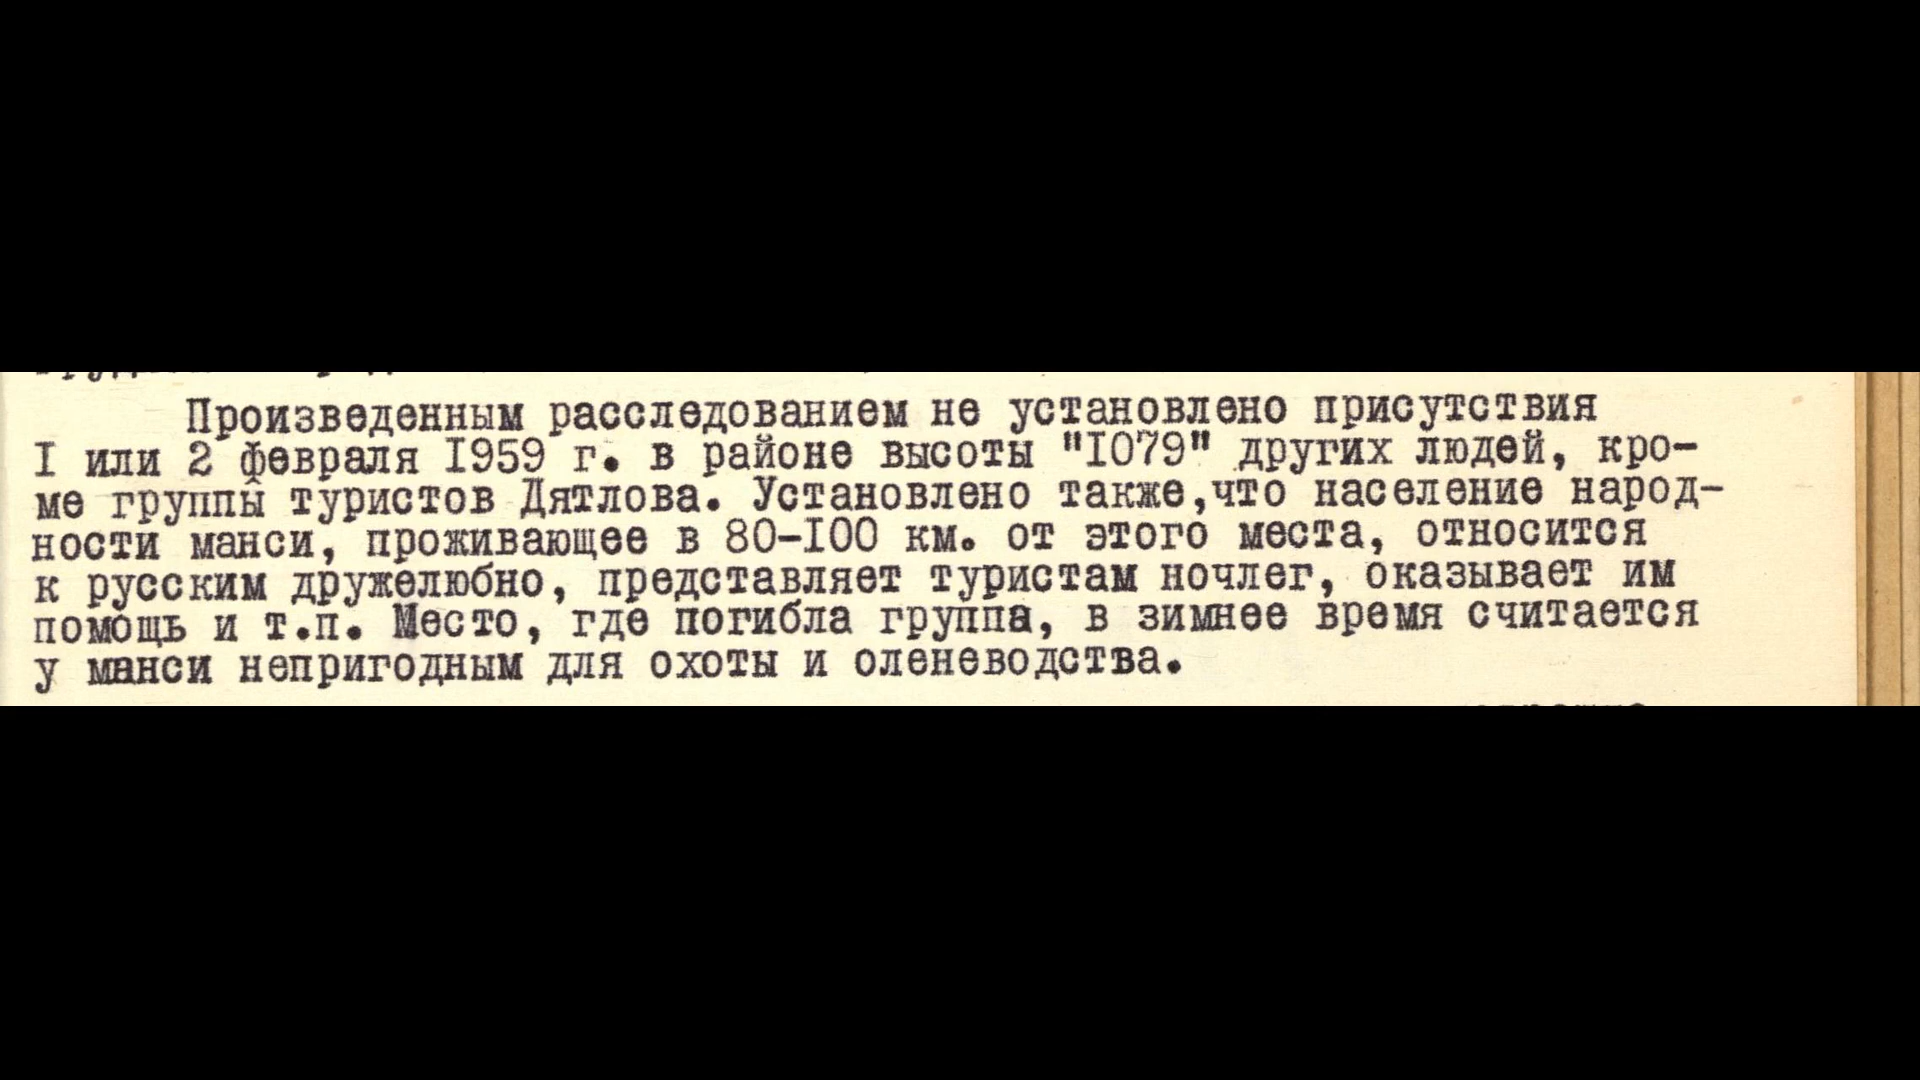 Произведенным расследованием не установлено присутствия
I или 2 февраля I959 г. в районе высоты "I079" других людей, кро-
ме группы туристов Дятлова. Установлено также,что население народ-
ности манси, проживающее в 80-I00 км. от этого места, относится
к русским дружелюбно, представляет туристам ночлег, оказывает им
помощь и т.п. Место, где погибла группа, в зимнее время считается
у манси непригодным для охоты и оленеводства.